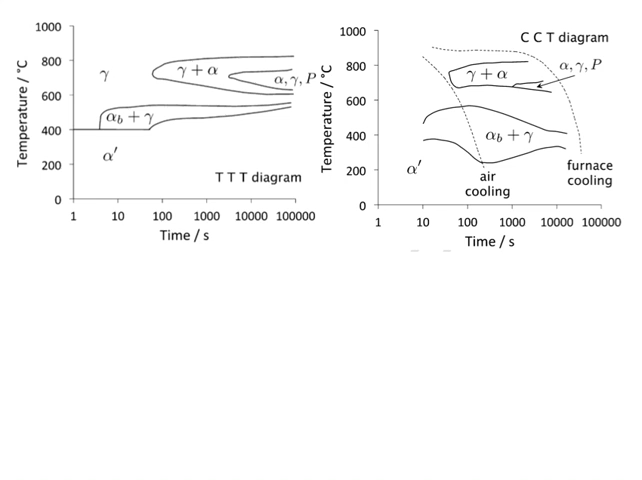 1000
800
600
400
200
0
Temperature / °C
γ
γ + α
α, γ, P
α_b + γ
α′
T T T diagram
1 10 100 1000 10000 100000
Time / s
1000
800
600
400
200
0
Temperature / °C
C C T diagram
γ + α
α, γ, P
α_b + γ
α′
air
cooling
furnace
cooling
1 10 100 1000 10000 100000
Time / s